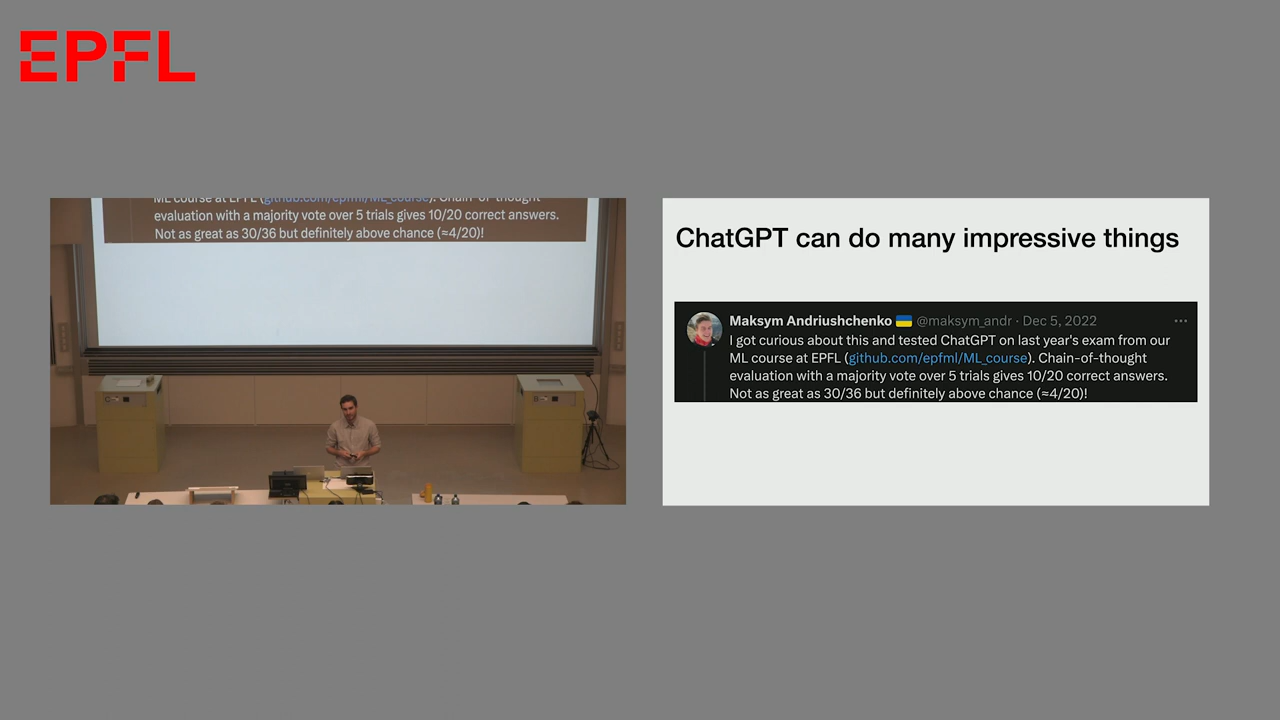 EPFL
ML course at EPFL (github.com/epfml/ML_course). Chain-of-thought
evaluation with a majority vote over 5 trials gives 10/20 correct answers.
Not as great as 30/36 but definitely above chance (≈4/20)!
ChatGPT can do many impressive things
Maksym Andriushchenko 🇺🇦 @maksym_andr · Dec 5, 2022 ···
I got curious about this and tested ChatGPT on last year's exam from our
ML course at EPFL (github.com/epfml/ML_course). Chain-of-thought
evaluation with a majority vote over 5 trials gives 10/20 correct answers.
Not as great as 30/36 but definitely above chance (≈4/20)!